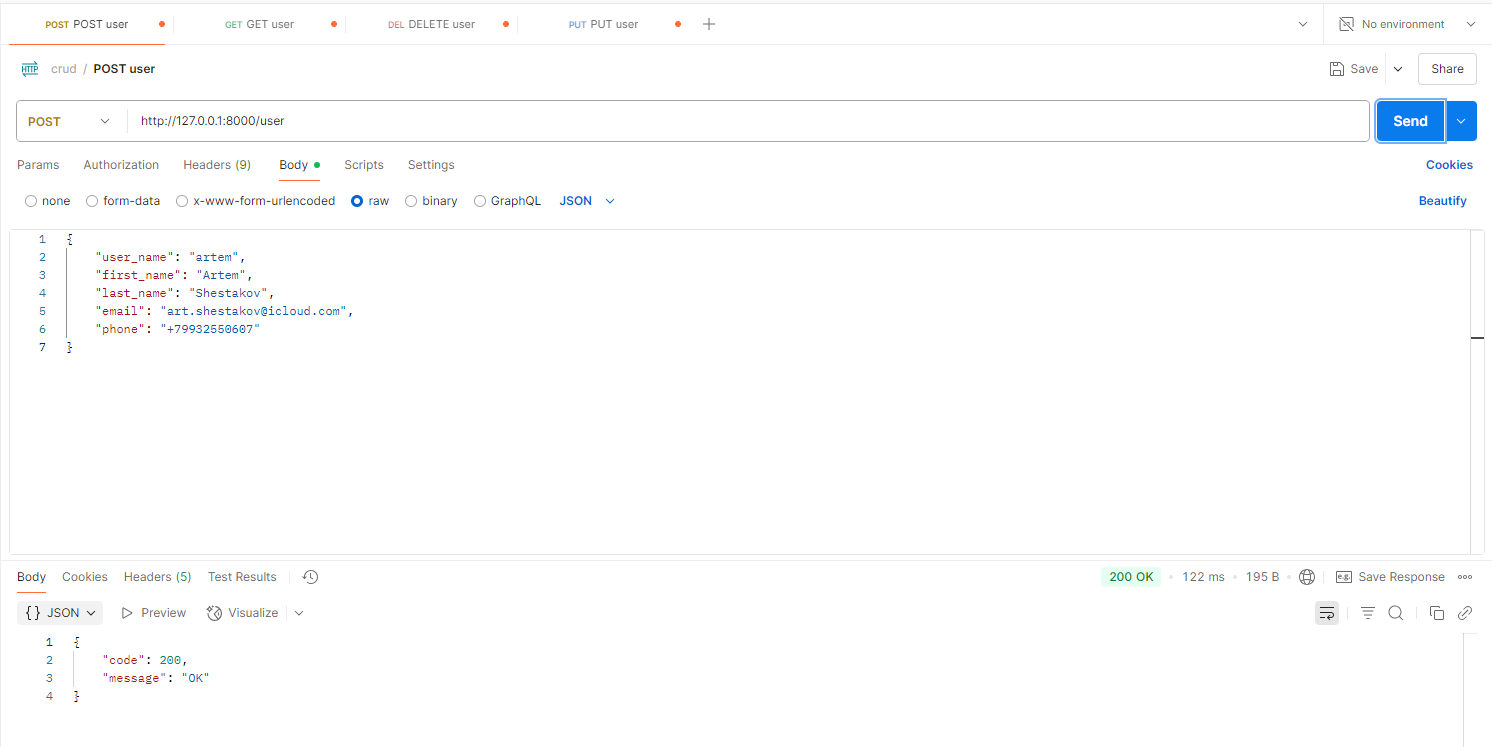 POST POST user GET GET user DEL DELETE user PUT PUT user No environment
HTTP crud / POST user Save Share
POST http://127.0.0.1:8000/user Send
Params Authorization Headers (9) Body Scripts Settings Cookies
none form-data x-www-form-urlencoded raw binary GraphQL JSON Beautify
1 {
2 "user_name": "artem",
3 "first_name": "Artem",
4 "last_name": "Shestakov",
5 "email": "art.shestakov@icloud.com",
6 "phone": "+79932550607"
7 }
Body Cookies Headers (5) Test Results 200 OK • 122 ms • 195 B • e.g. Save Response
{} JSON Preview Visualize
1 {
2 "code": 200,
3 "message": "OK"
4 }